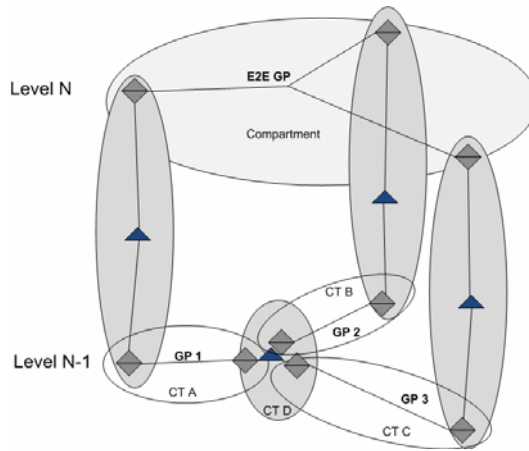 E2E GP
Level N
Compartment
CT B
GP 2
GP 1
Level N-1
CT A
CT D
GP 3
CT C